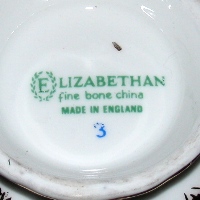 ELIZABETHAN
fine bone china
MADE IN ENGLAND
3